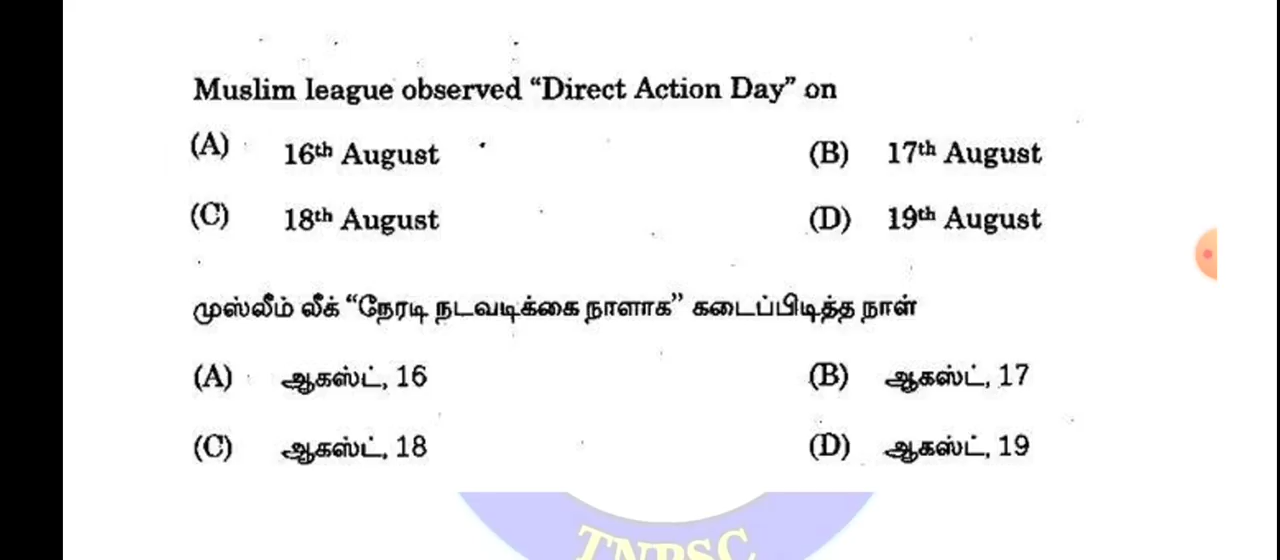 Muslim league observed “Direct Action Day” on
(A) 16th August (B) 17th August
(C) 18th August (D) 19th August
முஸ்லீம் லீக் “நேரடி நடவடிக்கை நாளாக” கடைப்பிடித்த நாள்
(A) ஆகஸ்ட், 16 (B) ஆகஸ்ட், 17
(C) ஆகஸ்ட், 18 (D) ஆகஸ்ட், 19
TNPSC